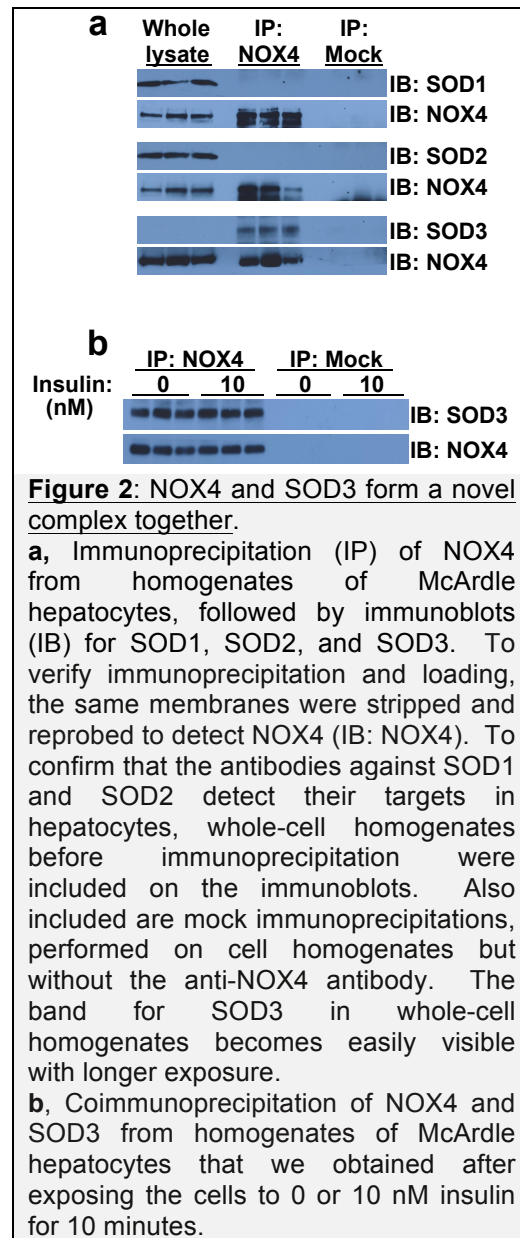 a
Whole lysate IP: NOX4 IP: Mock
IB: SOD1
IB: NOX4
IB: SOD2
IB: NOX4
IB: SOD3
IB: NOX4
b
IP: NOX4 IP: Mock
Insulin: (nM) 0 10 0 10
IB: SOD3
IB: NOX4
Figure 2: NOX4 and SOD3 form a novel
complex together.
a, Immunoprecipitation (IP) of NOX4
from homogenates of McArdle
hepatocytes, followed by immunoblots
(IB) for SOD1, SOD2, and SOD3. To
verify immunoprecipitation and loading,
the same membranes were stripped and
reprobed to detect NOX4 (IB: NOX4). To
confirm that the antibodies against SOD1
and SOD2 detect their targets in
hepatocytes, whole-cell homogenates
before immunoprecipitation were
included on the immunoblots. Also
included are mock immunoprecipitations,
performed on cell homogenates but
without the anti-NOX4 antibody. The
band for SOD3 in whole-cell
homogenates becomes easily visible
with longer exposure.
b, Coimmunoprecipitation of NOX4 and
SOD3 from homogenates of McArdle
hepatocytes that we obtained after
exposing the cells to 0 or 10 nM insulin
for 10 minutes.